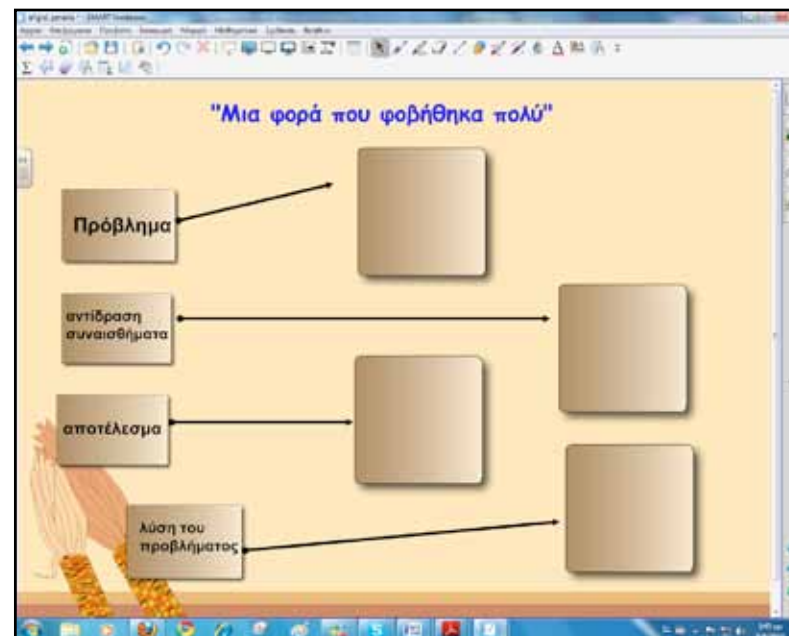 "Μια φορά που φοβήθηκα πολύ"
Πρόβλημα
αντίδραση
συναισθήματα
αποτέλεσμα
λύση του
προβλήματος